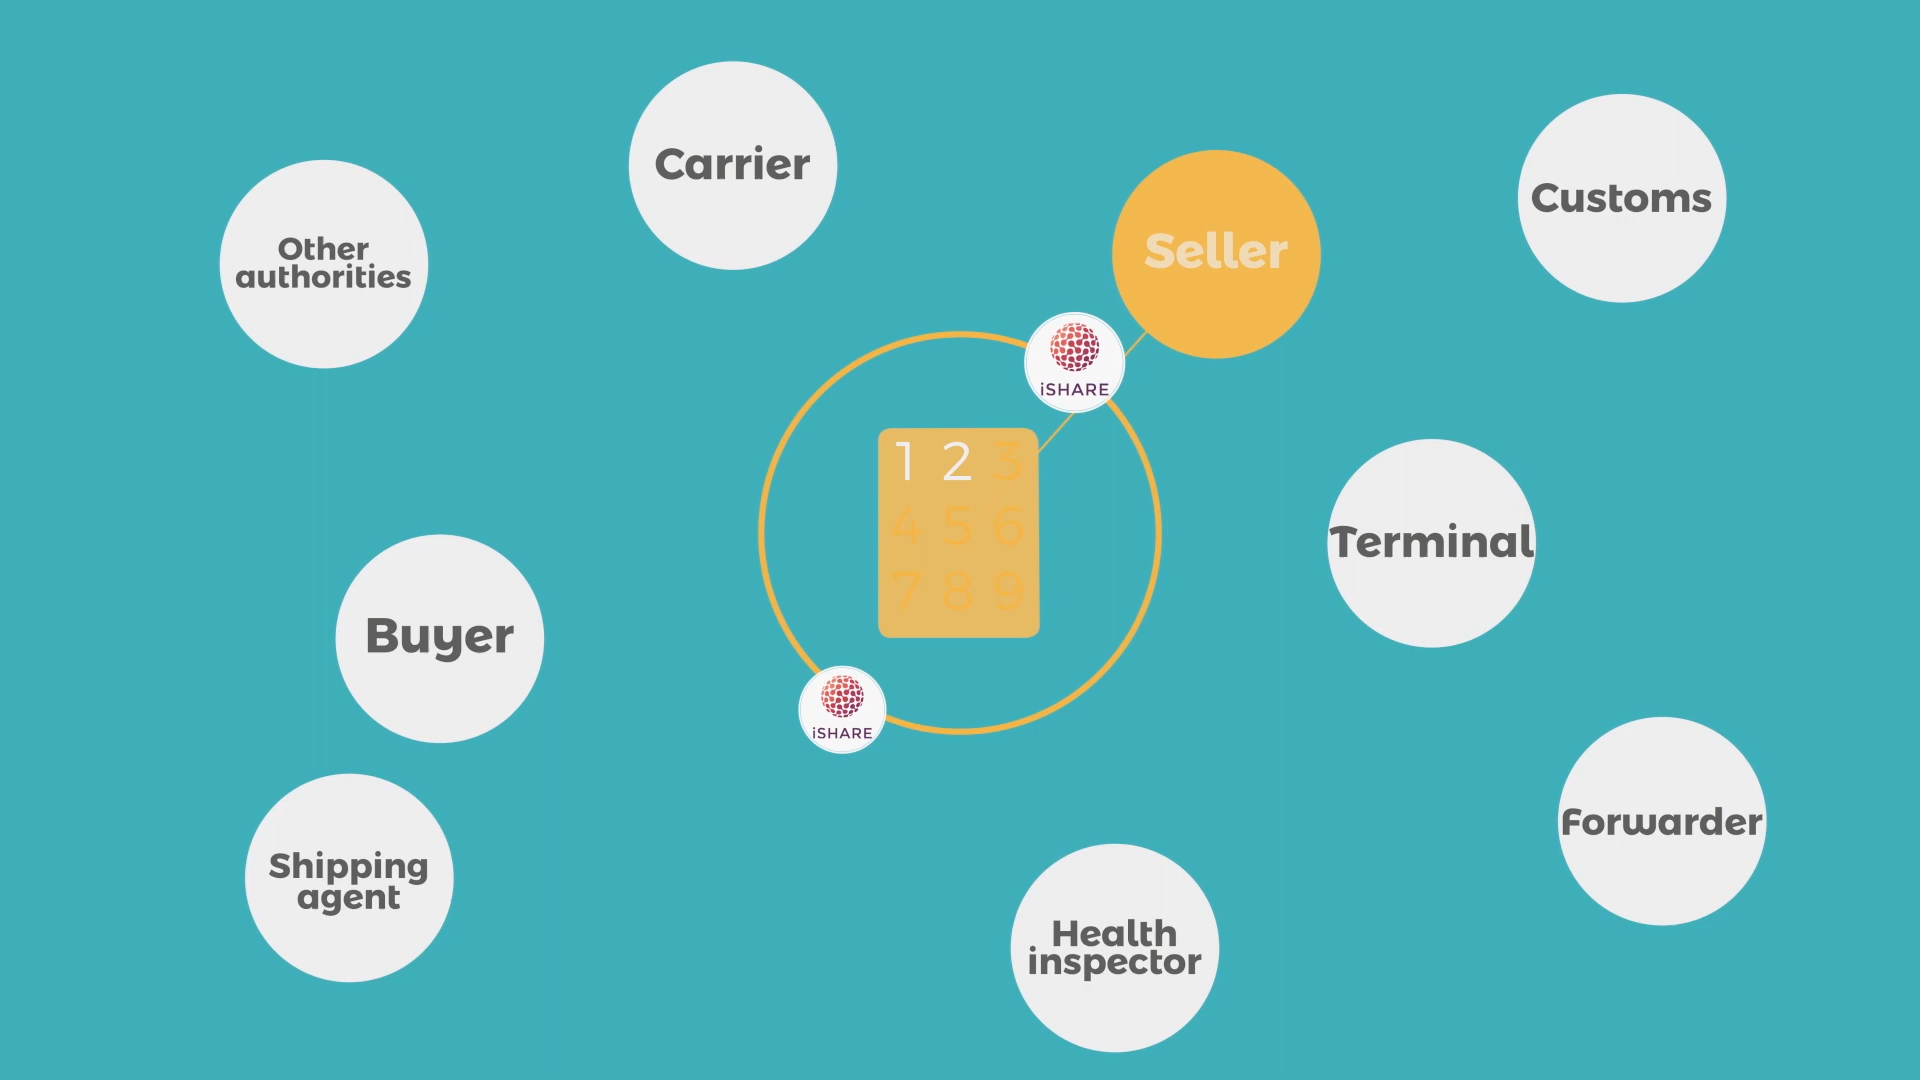 Carrier
Customs
Other
authorities
Seller
iSHARE
1 2 3
4 5 6
7 8 9
Terminal
Buyer
iSHARE
Forwarder
Shipping
agent
Health
inspector